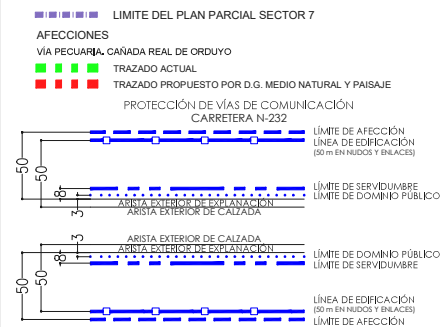 LIMITE DEL PLAN PARCIAL SECTOR 7
AFECCIONES
VÍA PECUARIA. CAÑADA REAL DE ORDUYO
TRAZADO ACTUAL
TRAZADO PROPUESTO POR D.G. MEDIO NATURAL Y PAISAJE
PROTECCIÓN DE VÍAS DE COMUNICACIÓN
CARRETERA N-232
LÍMITE DE AFECCIÓN
LÍNEA DE EDIFICACIÓN
(50 m EN NUDOS Y ENLACES)
50
50
8
3
LÍMITE DE SERVIDUMBRE
LÍMITE DE DOMINIO PÚBLICO
ARISTA EXTERIOR DE EXPLANACIÓN
ARISTA EXTERIOR DE CALZADA
ARISTA EXTERIOR DE CALZADA
ARISTA EXTERIOR DE EXPLANACIÓN
3
8
50
50
LÍMITE DE DOMINIO PÚBLICO
LÍMITE DE SERVIDUMBRE
LÍNEA DE EDIFICACIÓN
(50 m EN NUDOS Y ENLACES)
LÍMITE DE AFECCIÓN